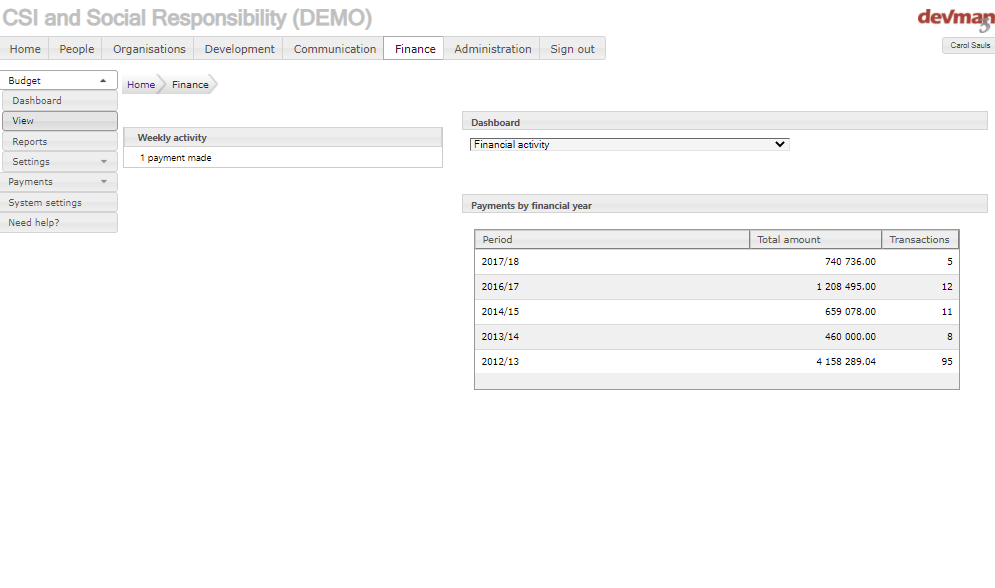 CSI and Social Responsibility (DEMO)
devman 3
Home People Organisations Development Communication Finance Administration Sign out
Carol Sauls
Budget
Dashboard
View
Reports
Settings
Payments
System settings
Need help?
Home Finance
Weekly activity
1 payment made
Dashboard
Financial activity
Payments by financial year
Period Total amount Transactions
2017/18 740 736.00 5
2016/17 1 208 495.00 12
2014/15 659 078.00 11
2013/14 460 000.00 8
2012/13 4 158 289.04 95